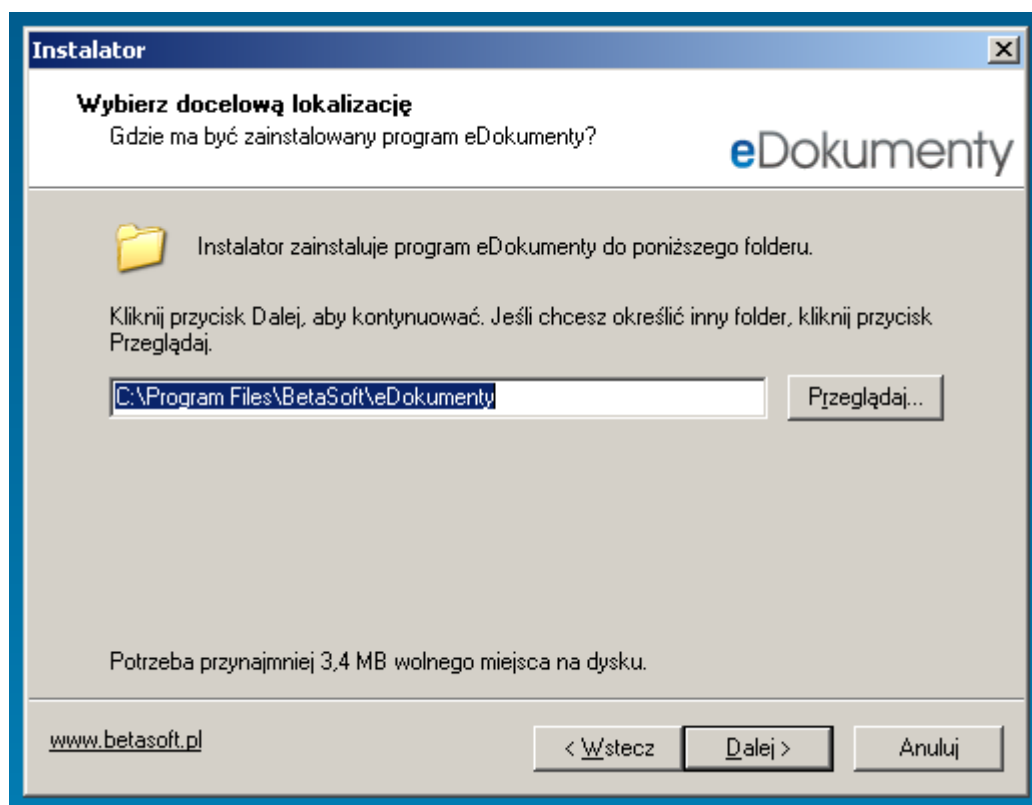 Instalator
Wybierz docelową lokalizację
Gdzie ma być zainstalowany program eDokumenty?
eDokumenty
Instalator zainstaluje program eDokumenty do poniższego folderu.
Kliknij przycisk Dalej, aby kontynuować. Jeśli chcesz określić inny folder, kliknij przycisk
Przeglądaj.
C:\Program Files\BetaSoft\eDokumenty
Przeglądaj...
Potrzeba przynajmniej 3,4 MB wolnego miejsca na dysku.
www.betasoft.pl
< Wstecz
Dalej >
Anuluj